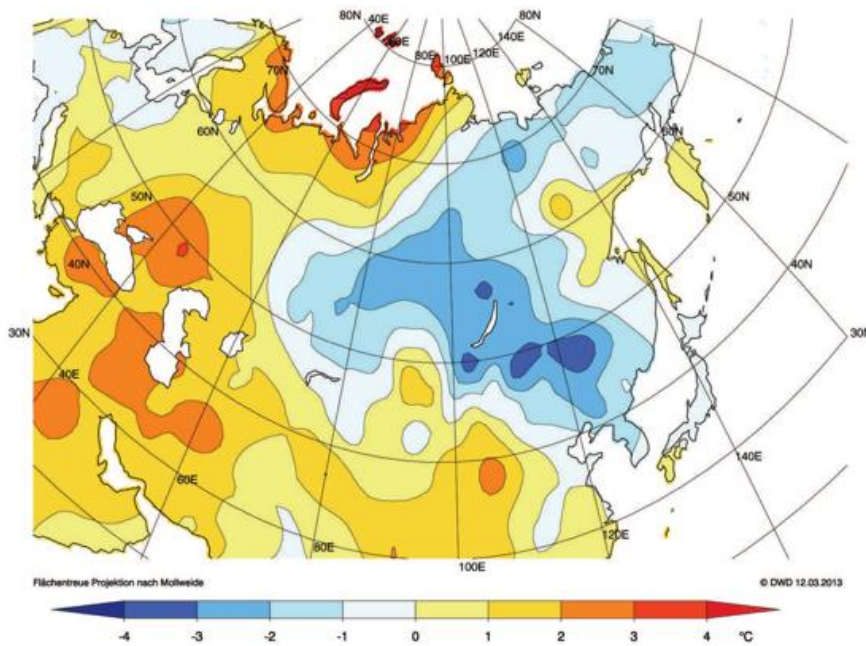 80N 40E 80N
60E 140E
120E
80E 100E
70N 70N
60N 60N
50N 50N
40N 40N
30N 30N
40E
140E
60E
120E
80E
100E
Flächentreue Projektion nach Mollweide © DWD 12.03.2013
-4 -3 -2 -1 0 1 2 3 4 °C